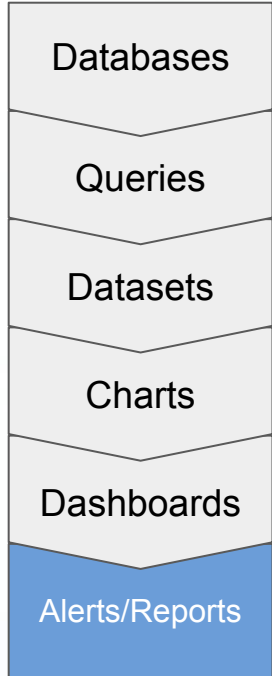 Databases
Queries
Datasets
Charts
Dashboards
Alerts/Reports